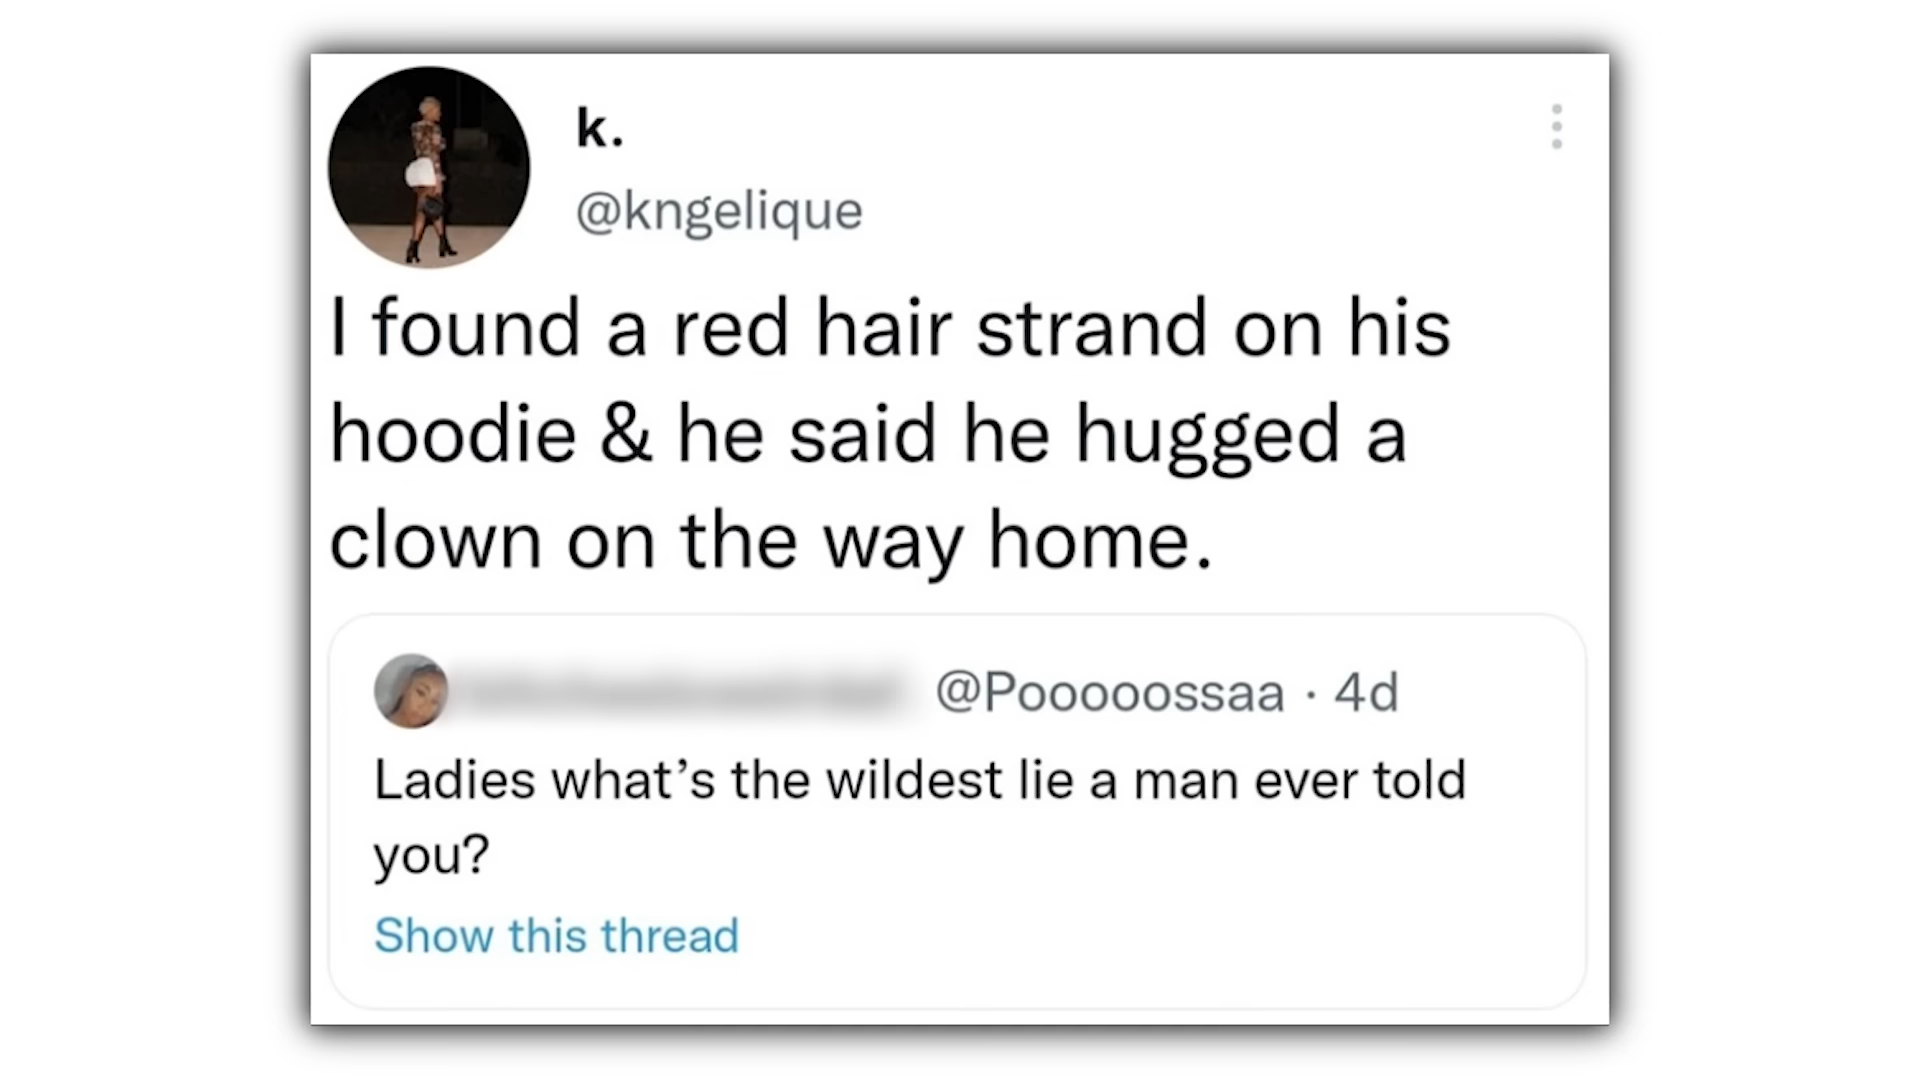 k.
@kngelique
I found a red hair strand on his
hoodie & he said he hugged a
clown on the way home.
@Pooooossaa · 4d
Ladies what’s the wildest lie a man ever told
you?
Show this thread